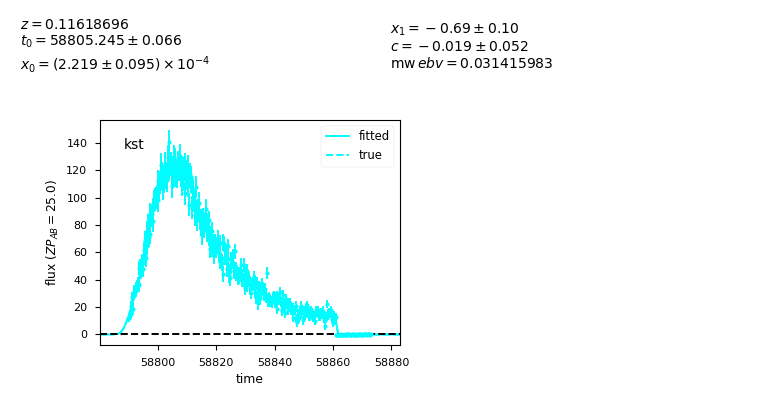 z = 0.11618696
t₀ = 58805.245 ± 0.066
x₀ = (2.219 ± 0.095) × 10⁻⁴
x₁ = −0.69 ± 0.10
c = −0.019 ± 0.052
mw ebv = 0.031415983
kst
fitted
true
140
120
100
80
60
40
20
0
flux (ZP_AB = 25.0)
58800 58820 58840 58860 58880
time